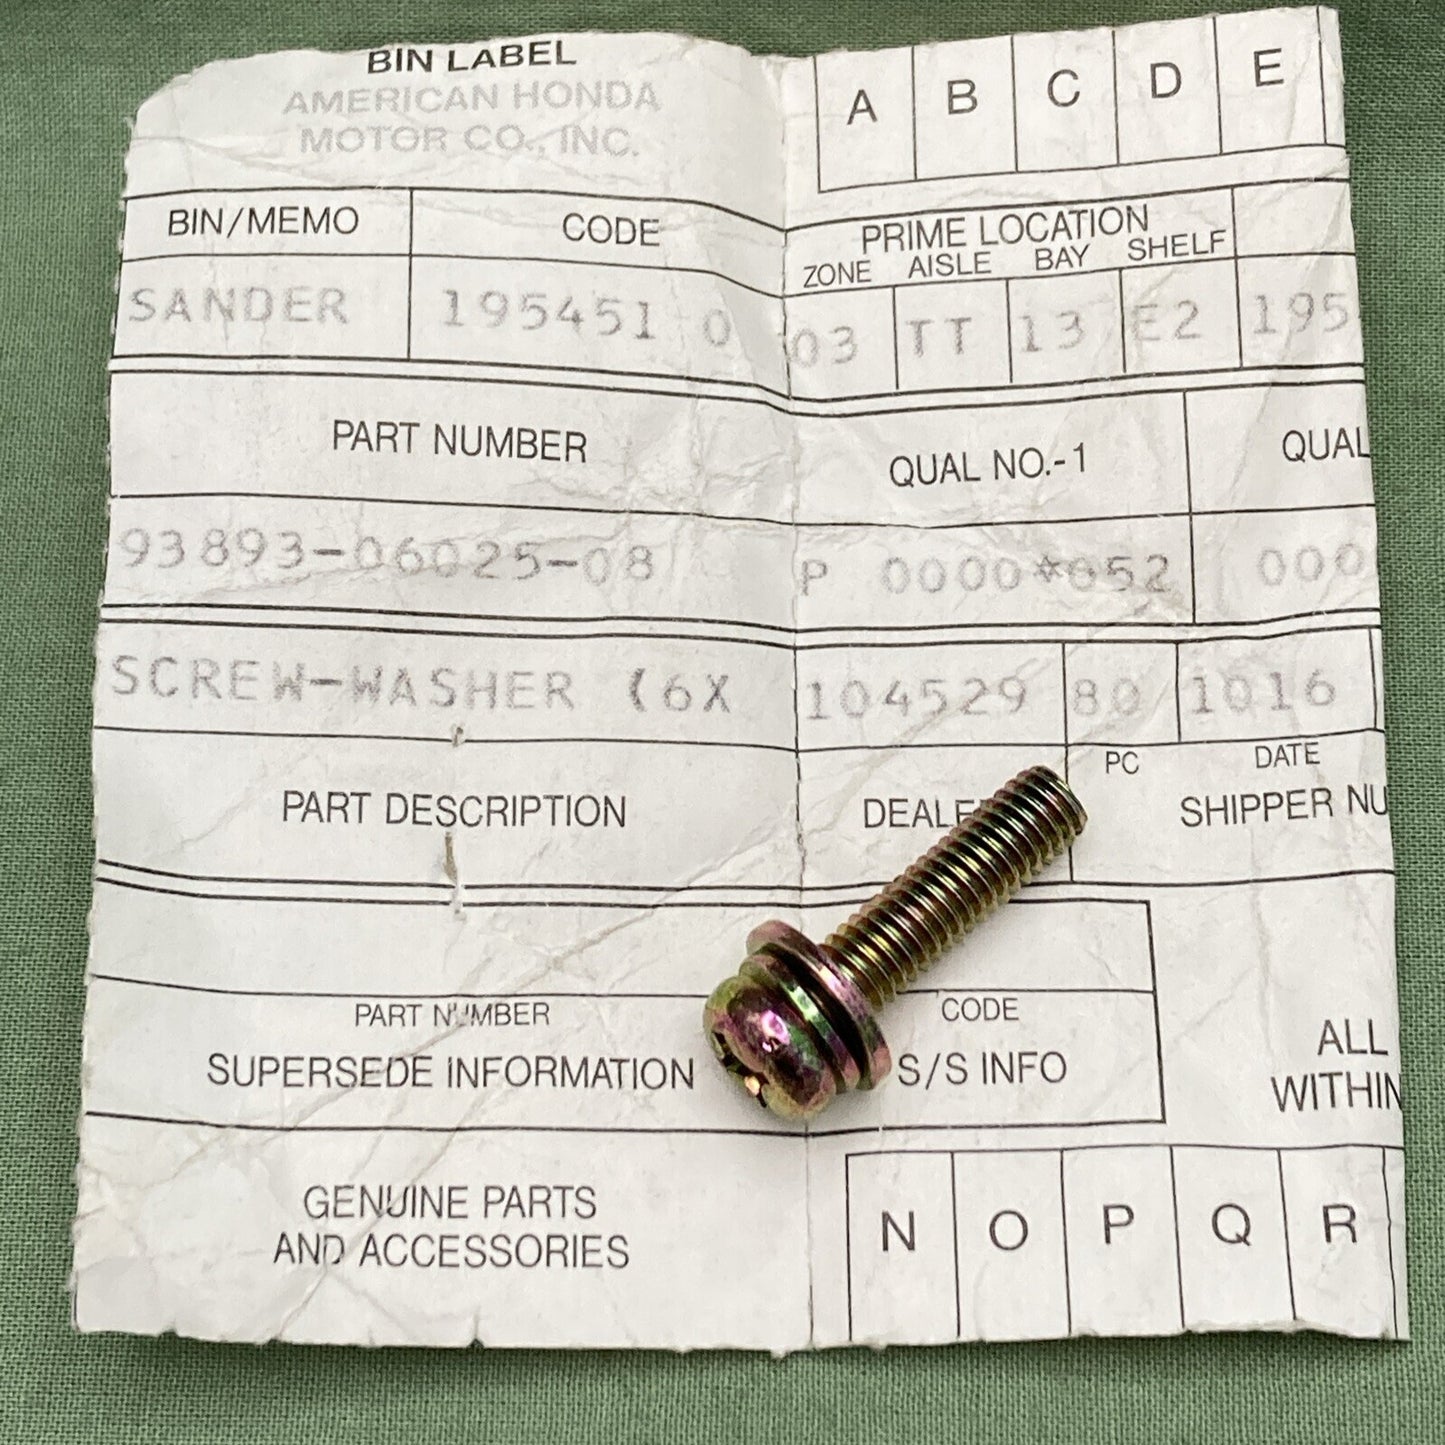 BIN LABEL
AMERICAN HONDA
MOTOR CO., INC.
A B C D E
BIN/MEMO CODE PRIME LOCATION
ZONE AISLE BAY SHELF
SANDER 195451 0 03 TT 13 E2 195
PART NUMBER QUAL NO.-1 QUAL
93893-06025-08 P 0000*052 000
SCREW-WASHER (6X 104529 80 1016
PC DATE
PART DESCRIPTION DEALE SHIPPER NU
PART NUMBER CODE
SUPERSEDE INFORMATION S/S INFO
ALL
WITHIN
GENUINE PARTS
AND ACCESSORIES
N O P Q R